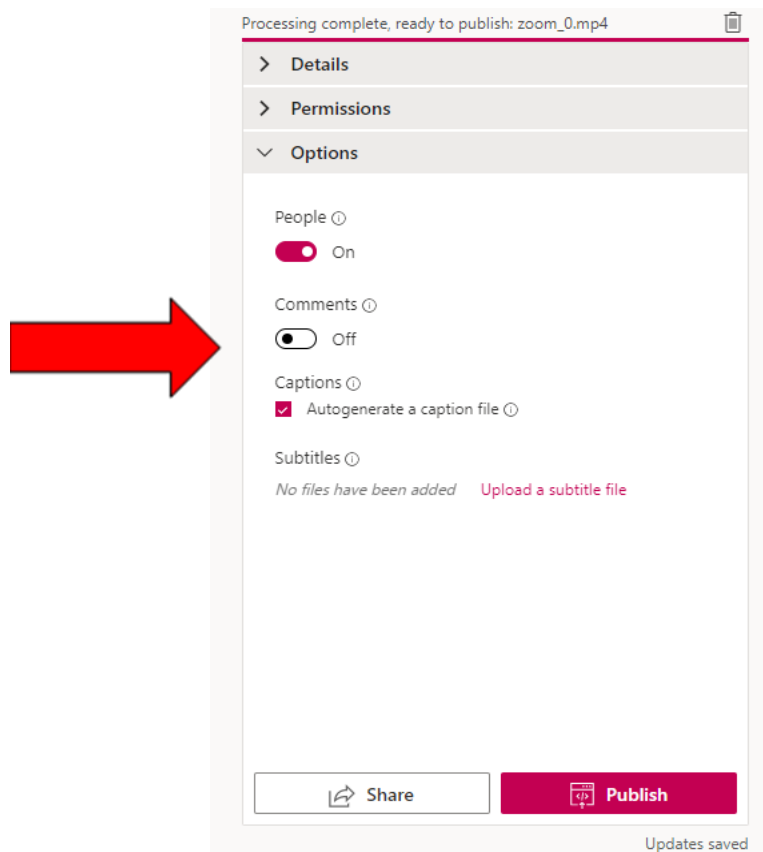 Processing complete, ready to publish: zoom_0.mp4
Details
Permissions
Options
People
On
Comments
Off
Captions
Autogenerate a caption file
Subtitles
No files have been added Upload a subtitle file
Share Publish
Updates saved